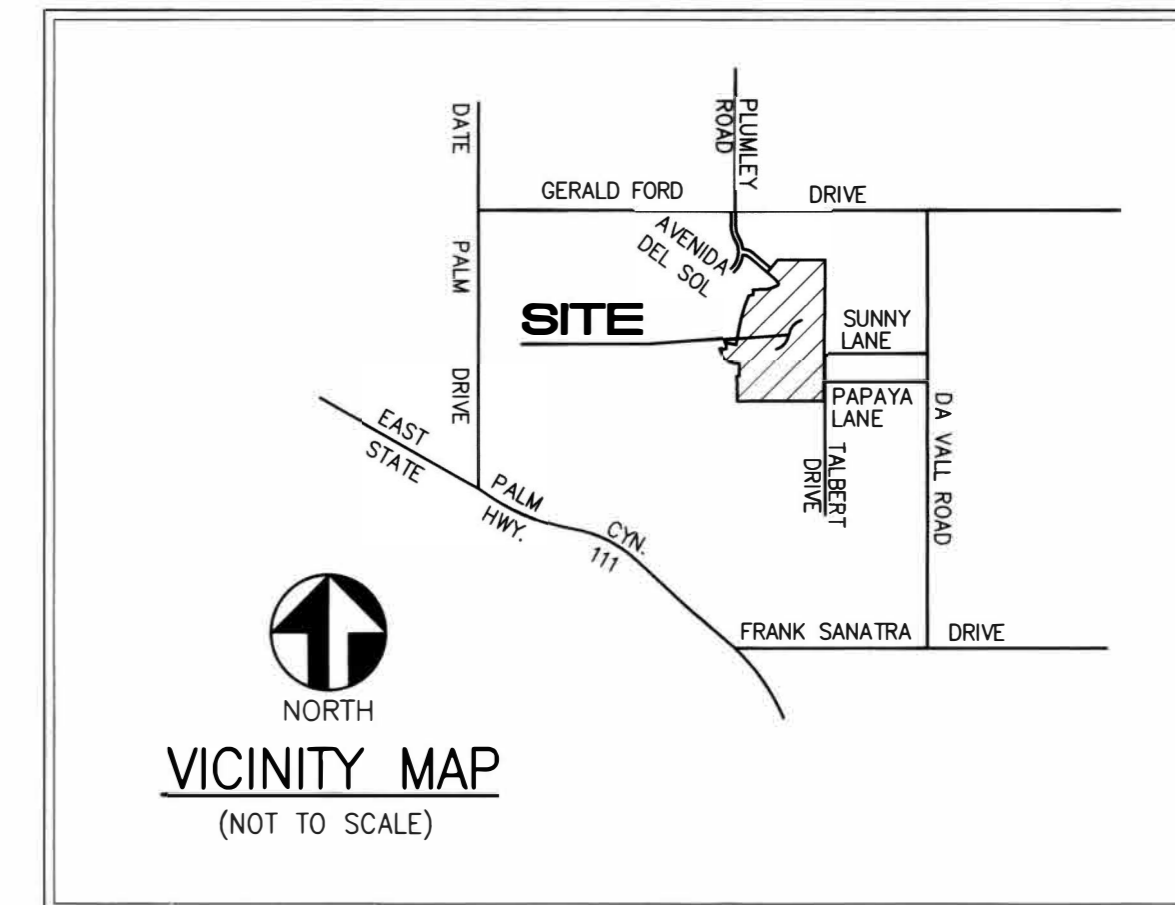 PLUMLEY
ROAD
DATE
PALM
DRIVE
GERALD FORD
DRIVE
AVENIDA
DEL SOL
SITE
SUNNY
LANE
PAPAYA
LANE
TALBERT
DRIVE
DA VALL ROAD
EAST
STATE
PALM
HWY.
CYN.
111
FRANK SANATRA
DRIVE
NORTH
VICINITY MAP
(NOT TO SCALE)